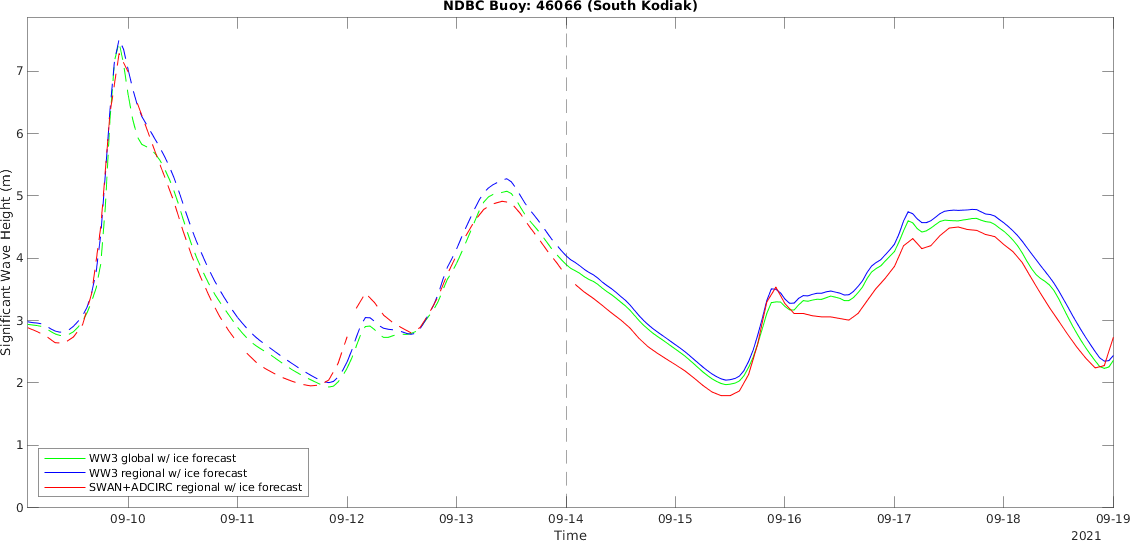 NDBC Buoy: 46066 (South Kodiak)
Significant Wave Height (m)
7
6
5
4
3
2
1
0
WW3 global w/ ice forecast
WW3 regional w/ ice forecast
SWAN+ADCIRC regional w/ ice forecast
09-10 09-11 09-12 09-13 09-14 09-15 09-16 09-17 09-18 09-19
Time
2021